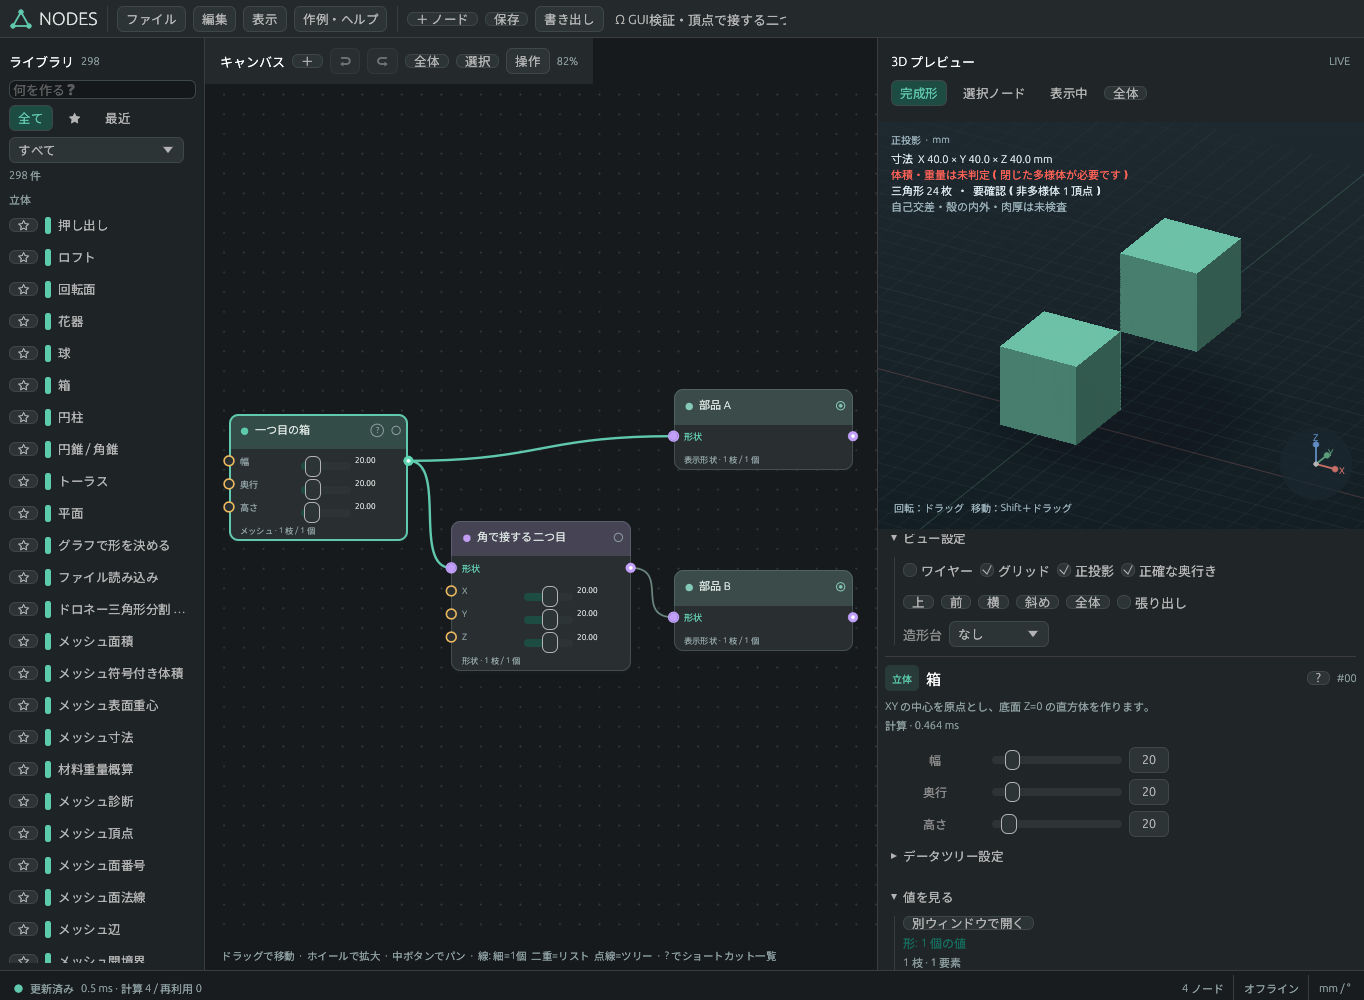 NODES ファイル 編集 表示 作例・ヘルプ ＋ ノード 保存 書き出し Ω GUI検証・頂点で接する二つ
ライブラリ 298
何を作る？
全て ★ 最近
すべて
298 件
立体
押し出し
ロフト
回転面
花器
球
箱
円柱
円錐 / 角錐
トーラス
平面
グラフで形を決める
ファイル読み込み
ドロネー三角形分割 …
メッシュ面積
メッシュ符号付き体積
メッシュ表面重心
メッシュ寸法
材料重量概算
メッシュ診断
メッシュ頂点
メッシュ面番号
メッシュ面法線
メッシュ辺
メッシュ開境界
キャンバス ＋ 全体 選択 操作 82%
一つ目の箱 ?
幅 20.00
奥行 20.00
高さ 20.00
メッシュ · 1 枝 / 1 個
角で接する二つ目
形状
X 20.00
Y 20.00
Z 20.00
形状 · 1 枝 / 1 個
部品 A
形状
表示形状 · 1 枝 / 1 個
部品 B
形状
表示形状 · 1 枝 / 1 個
ドラッグで移動 · ホイールで拡大 · 中ボタンでパン · 線: 細=1個 二重=リスト 点線=ツリー · ? でショートカット一覧
3D プレビュー LIVE
完成形 選択ノード 表示中 全体
正投影 · mm
寸法 X 40.0 × Y 40.0 × Z 40.0 mm
体積・重量は未判定 ( 閉じた多様体が必要です )
三角形 24 枚 ・ 要確認 ( 非多様体 1 頂点 )
自己交差・殻の内外・肉厚は未検査
Z
Y
X
回転：ドラッグ 移動：Shift＋ドラッグ
ビュー設定
ワイヤー グリッド 正投影 正確な奥行き
上 前 横 斜め 全体 張り出し
造形台 なし
立体 箱 ? #00
XY の中心を原点とし、底面 Z=0 の直方体を作ります。
計算 · 0.464 ms
幅 20
奥行 20
高さ 20
データツリー設定
値を見る
別ウィンドウで開く
形: 1 個の値
1 枝 · 1 要素
更新済み 0.5 ms · 計算 4 / 再利用 0 4 ノード オフライン mm / °